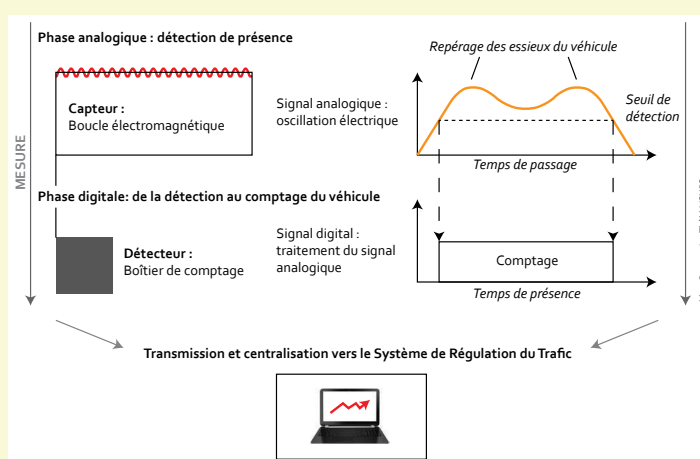 Phase analogique : détection de présence
Repérage des essieux du véhicule
Capteur :
Boucle électromagnétique
Signal analogique :
oscillation électrique
Seuil de
détection
MESURE
Temps de passage
Phase digitale: de la détection au comptage du véhicule
Signal digital :
traitement du signal
analogique
Détecteur :
Boîtier de comptage
Comptage
Temps de présence
Transmission et centralisation vers le Système de Régulation du Trafic